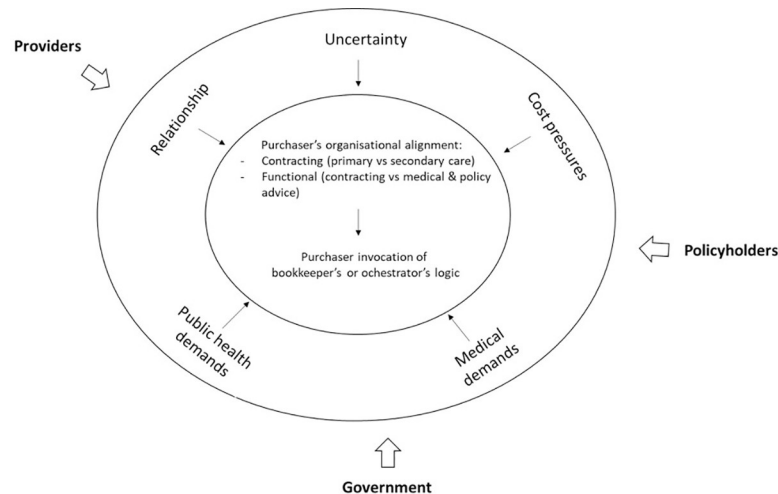 Uncertainty
Providers
Relationship
Cost pressures
Purchaser's organisational alignment:
- Contracting (primary vs secondary care)
- Functional (contracting vs medical & policy
advice)
Policyholders
Purchaser invocation of
bookkeeper's or ochestrator's logic
Public health
demands
Medical
demands
Government